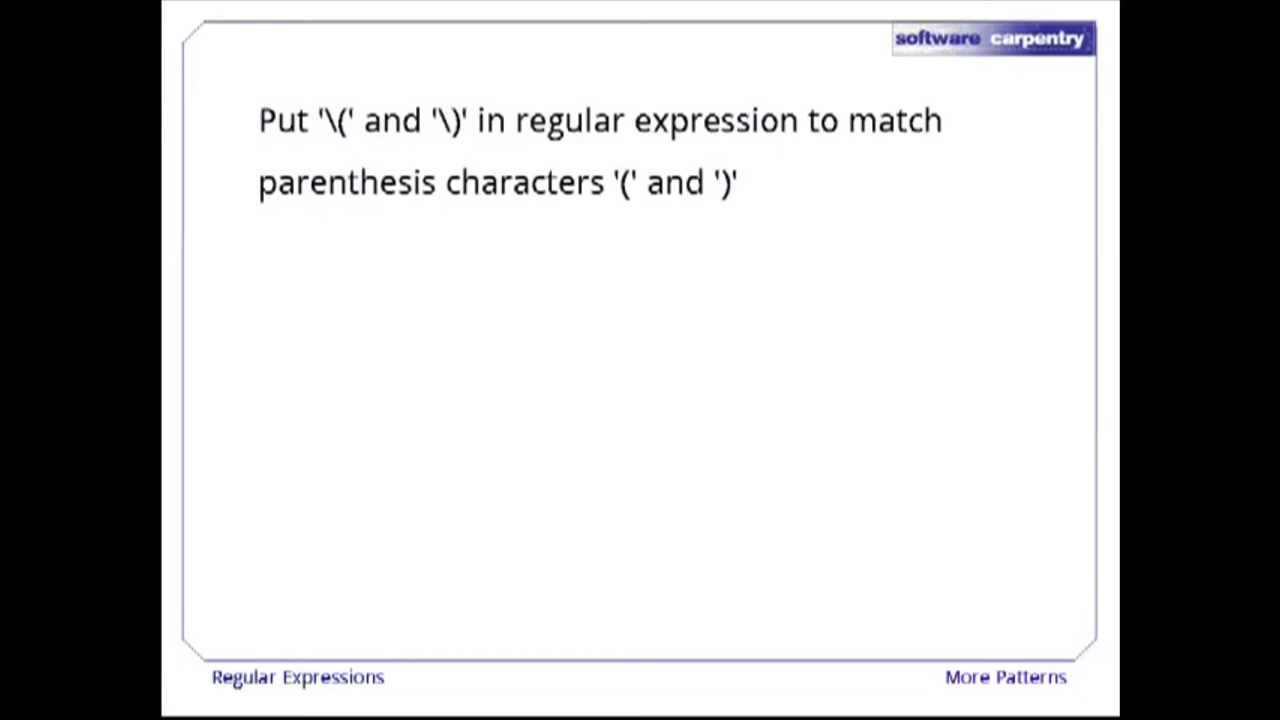 software carpentry
Put '\(' and '\)' in regular expression to match
parenthesis characters '(' and ')'
Regular Expressions
More Patterns